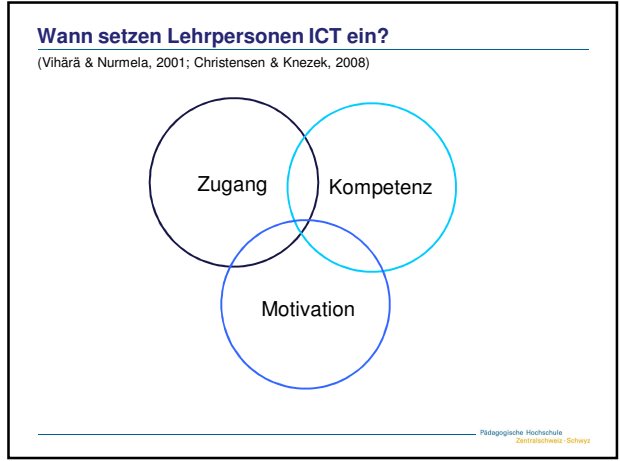 Wann setzen Lehrpersonen ICT ein?
(Vihärä & Nurmela, 2001; Christensen & Knezek, 2008)
Zugang
Kompetenz
Motivation
Pädagogische Hochschule
Zentralschweiz - Schwyz